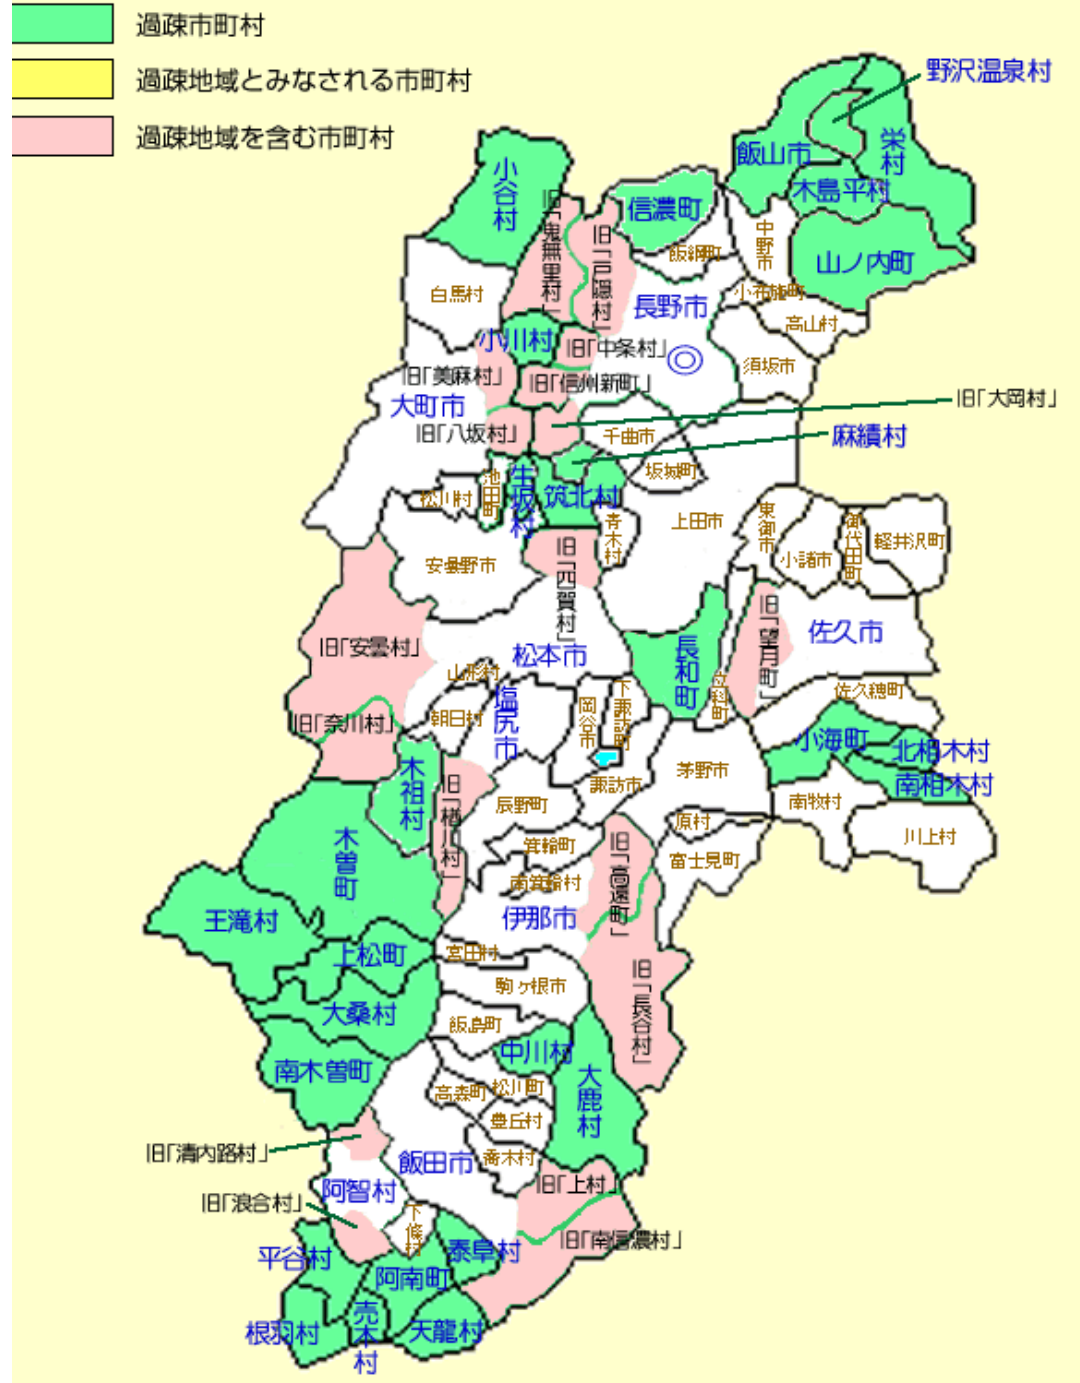 過疎市町村
過疎地域とみなされる市町村
過疎地域を含む市町村
野沢温泉村
飯山市
栄村
木島平村
小谷村
信濃町
旧「鬼無里村」
旧「戸隠村」
飯綱町
中野市
山ノ内町
白馬村
長野市
小布施町
高山村
小川村
旧「中条村」
須坂市
旧「美麻村」
旧「信州新町」
大町市
旧「大岡村」
旧「八坂村」
千曲市
麻績村
坂城町
松川村
池田町
生坂村
筑北村
青木村
上田市
東御市
小諸市
御代田町
軽井沢町
安曇野市
旧「四賀村」
旧「望月町」
佐久市
旧「安曇村」
松本市
長和町
立科町
山形村
佐久穂町
朝日村
塩尻市
岡谷市
下諏訪町
旧「奈川村」
小海町
北相木村
南相木村
木祖村
旧「楢川村」
辰野町
諏訪市
茅野市
南牧村
川上村
原村
富士見町
箕輪町
南箕輪村
木曽町
旧「高遠町」
王滝村
伊那市
上松町
宮田村
旧「長谷村」
駒ヶ根市
大桑村
飯島町
中川村
南木曽町
大鹿村
高森町
松川町
豊丘村
旧「清内路村」
喬木村
飯田市
阿智村
旧「上村」
旧「浪合村」
下條村
泰阜村
旧「南信濃村」
平谷村
阿南町
根羽村
売木村
天龍村